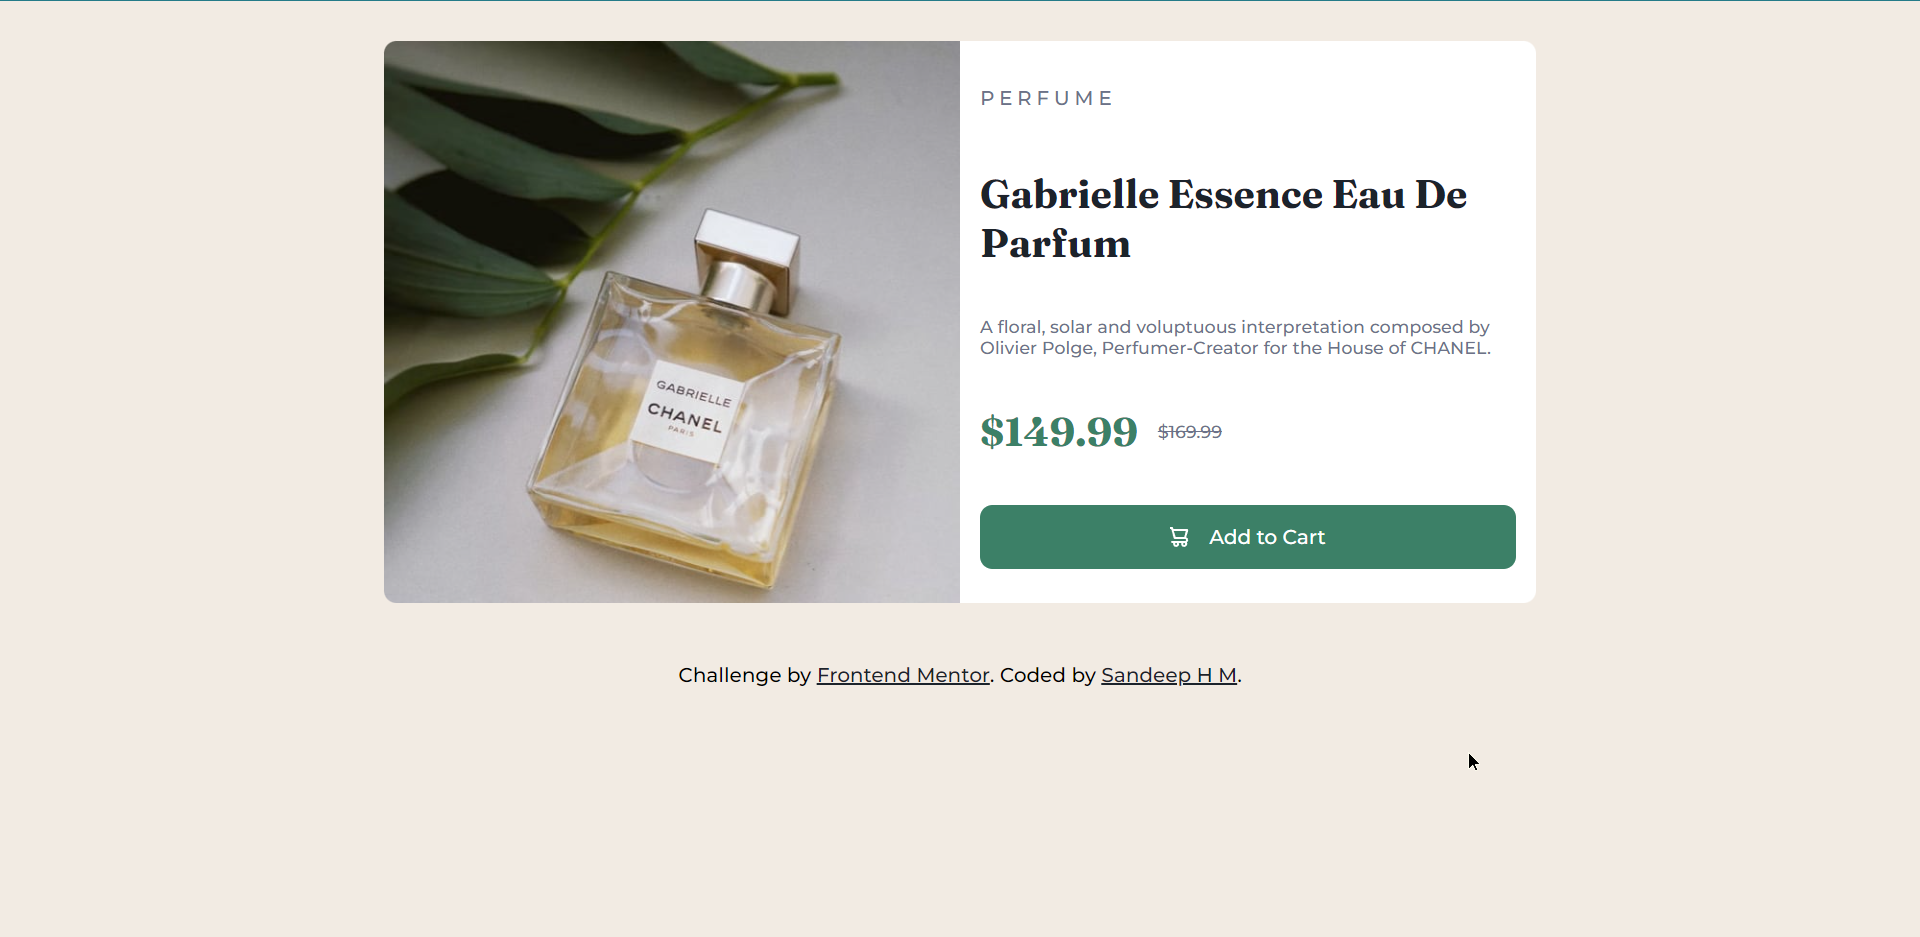 PERFUME
Gabrielle Essence Eau De
Parfum
A floral, solar and voluptuous interpretation composed by
Olivier Polge, Perfumer-Creator for the House of CHANEL.
$149.99 $169.99
Add to Cart
GABRIELLE
CHANEL
PARIS
Challenge by Frontend Mentor. Coded by Sandeep H M.